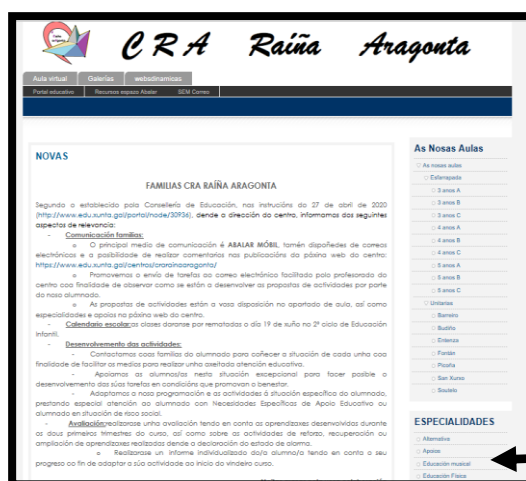 CRA Raíña Aragonta
Aula virtual Galerías websdinamicas
Portal educativo Recursos espazo Abalar SEM Correo
NOVAS
FAMILIAS CRA RAÍÑA ARAGONTA
Segundo o establecido pola Consellería de Educación, nas instrucións do 27 de abril de 2020
(http://www.edu.xunta.gal/portal/node/30936), dende a dirección do centro, informamos das seguintes
aspectos de relevancia:
- Comunicación familias:
o O principal medio de comunicación é ABALAR MÓBIL, tamén dispoñedes de correos
electrónicos e a posibilidade de realizar comentarios nas publicacións da páxina web do centro:
https://www.edu.xunta.gal/centros/crarainaaragonta/
o Promovemos o envío de tarefas ao correo electrónico facilitado polo profesorado do
centro coa finalidade de observar como se están a desenvolver as propostas de actividades por parte
do noso alumnado.
o As propostas de actividades están a vosa disposición no apartado de aula, así como
especialidades e apoios na páxina web do centro.
- Calendario escolar:as clases daranse por rematadas o día 19 de xuño no 2º ciclo de Educación
Infantil.
- Desenvolvemento das actividades:
- Contactamos coas familias do alumnado para coñecer a situación de cada unha coa
finalidade de facilitar os medios para realizar unha axeitada atención educativa.
- Apoiamos as alumnos/as nesta situación excepcional para facer posible o
desenvolvemento das súas tarefas en condicións que promovan o benestar.
- Adaptamos a nosa programación e as actividades á situación específica do alumnado,
prestando especial atención ao alumnado con Necesidades Específicas de Apoio Educativo ou
alumnado en situación de risco social.
- Avaliación:realizarase unha avaliación tendo en conta as aprendizaxes desenvolvidas durante
os dous primeiros trimestres do curso, así como sobre as actividades de reforzo, recuperación ou
ampliación de aprendizaxes realizadas dende a declaración do estado de alarma.
o Realizarase un informe individualizado do/a alumno/a tendo en conta o seu
progreso co fin de adaptar a súa actividade ao inicio do vindeiro curso.
As Nosas Aulas
As nosas aulas
Esfarrapada
3 anos A
3 anos B
3 anos C
4 anos A
4 anos B
4 anos C
5 anos A
5 anos B
5 anos C
Unitarias
Barreiro
Budiño
Entenza
Fontán
Picoña
San Xurxo
Soutelo
ESPECIALIDADES
Alternativa
Apoios
Educación musical
Educación Física